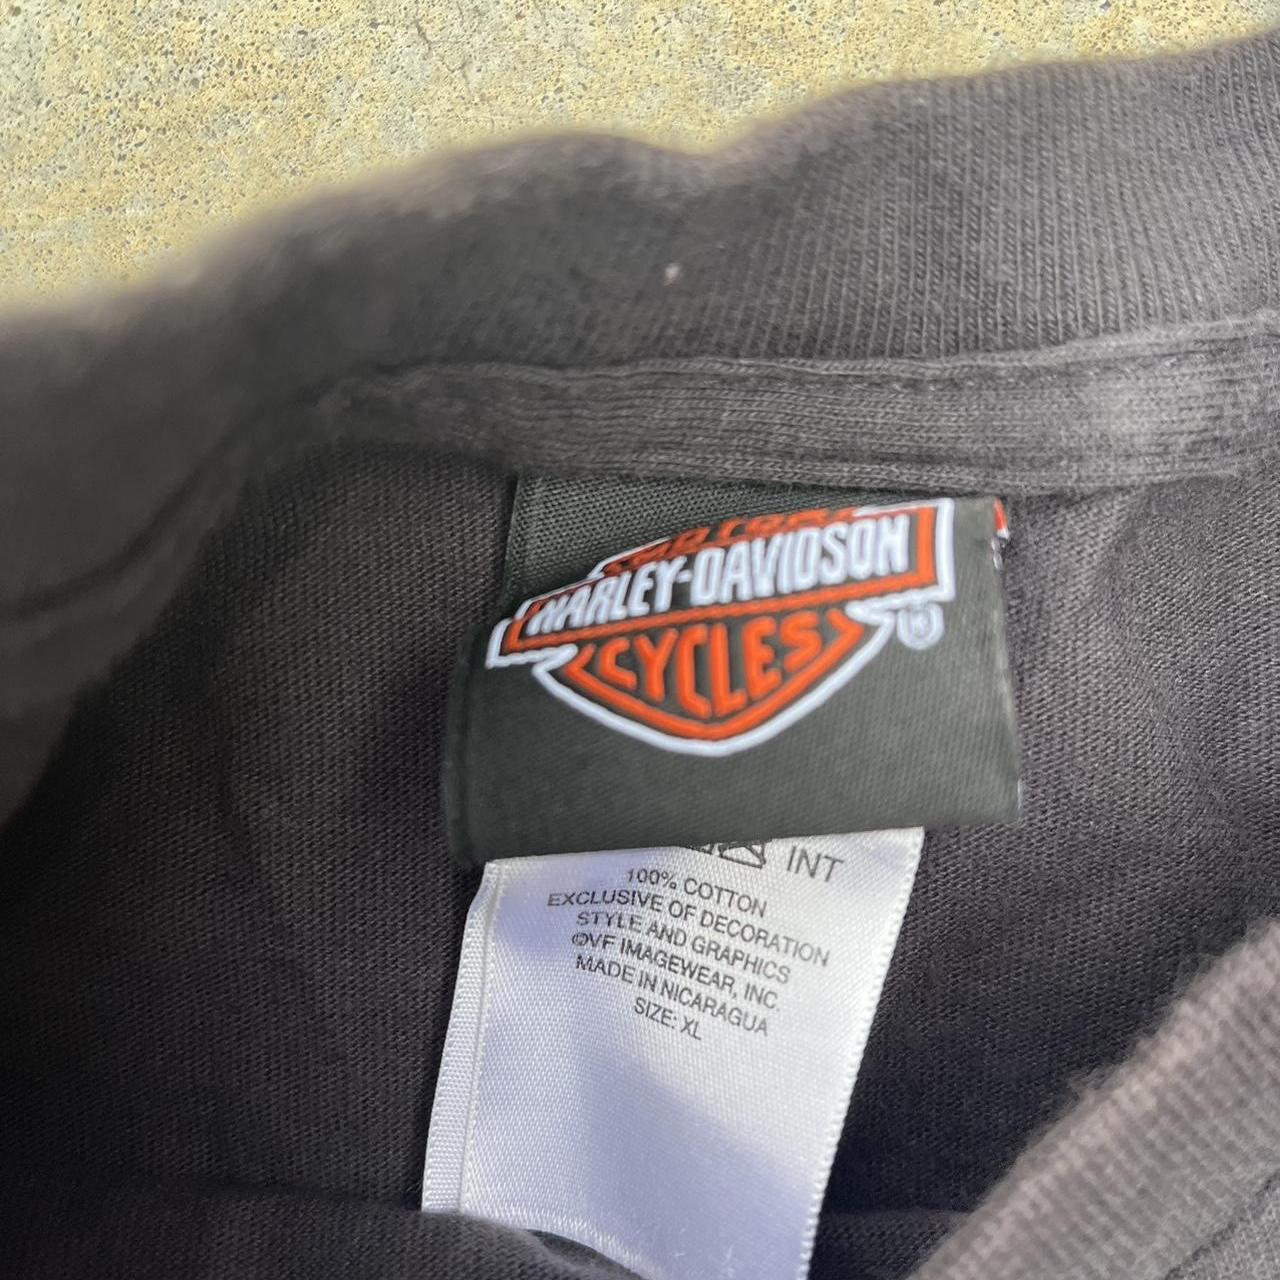 MOTOR
HARLEY-DAVIDSON
CYCLES
®
INT
100% COTTON
EXCLUSIVE OF DECORATION
STYLE AND GRAPHICS
©VF IMAGEWEAR, INC.
MADE IN NICARAGUA
SIZE: XL